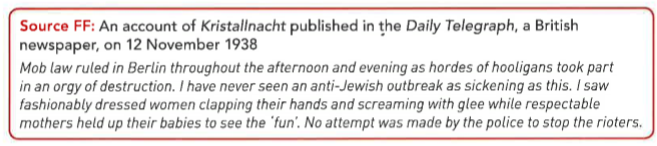 Source FF: An account of Kristallnacht published in the Daily Telegraph, a British
newspaper, on 12 November 1938
Mob law ruled in Berlin throughout the afternoon and evening as hordes of hooligans took part
in an orgy of destruction. I have never seen an anti-Jewish outbreak as sickening as this. I saw
fashionably dressed women clapping their hands and screaming with glee while respectable
mothers held up their babies to see the 'fun'. No attempt was made by the police to stop the rioters.